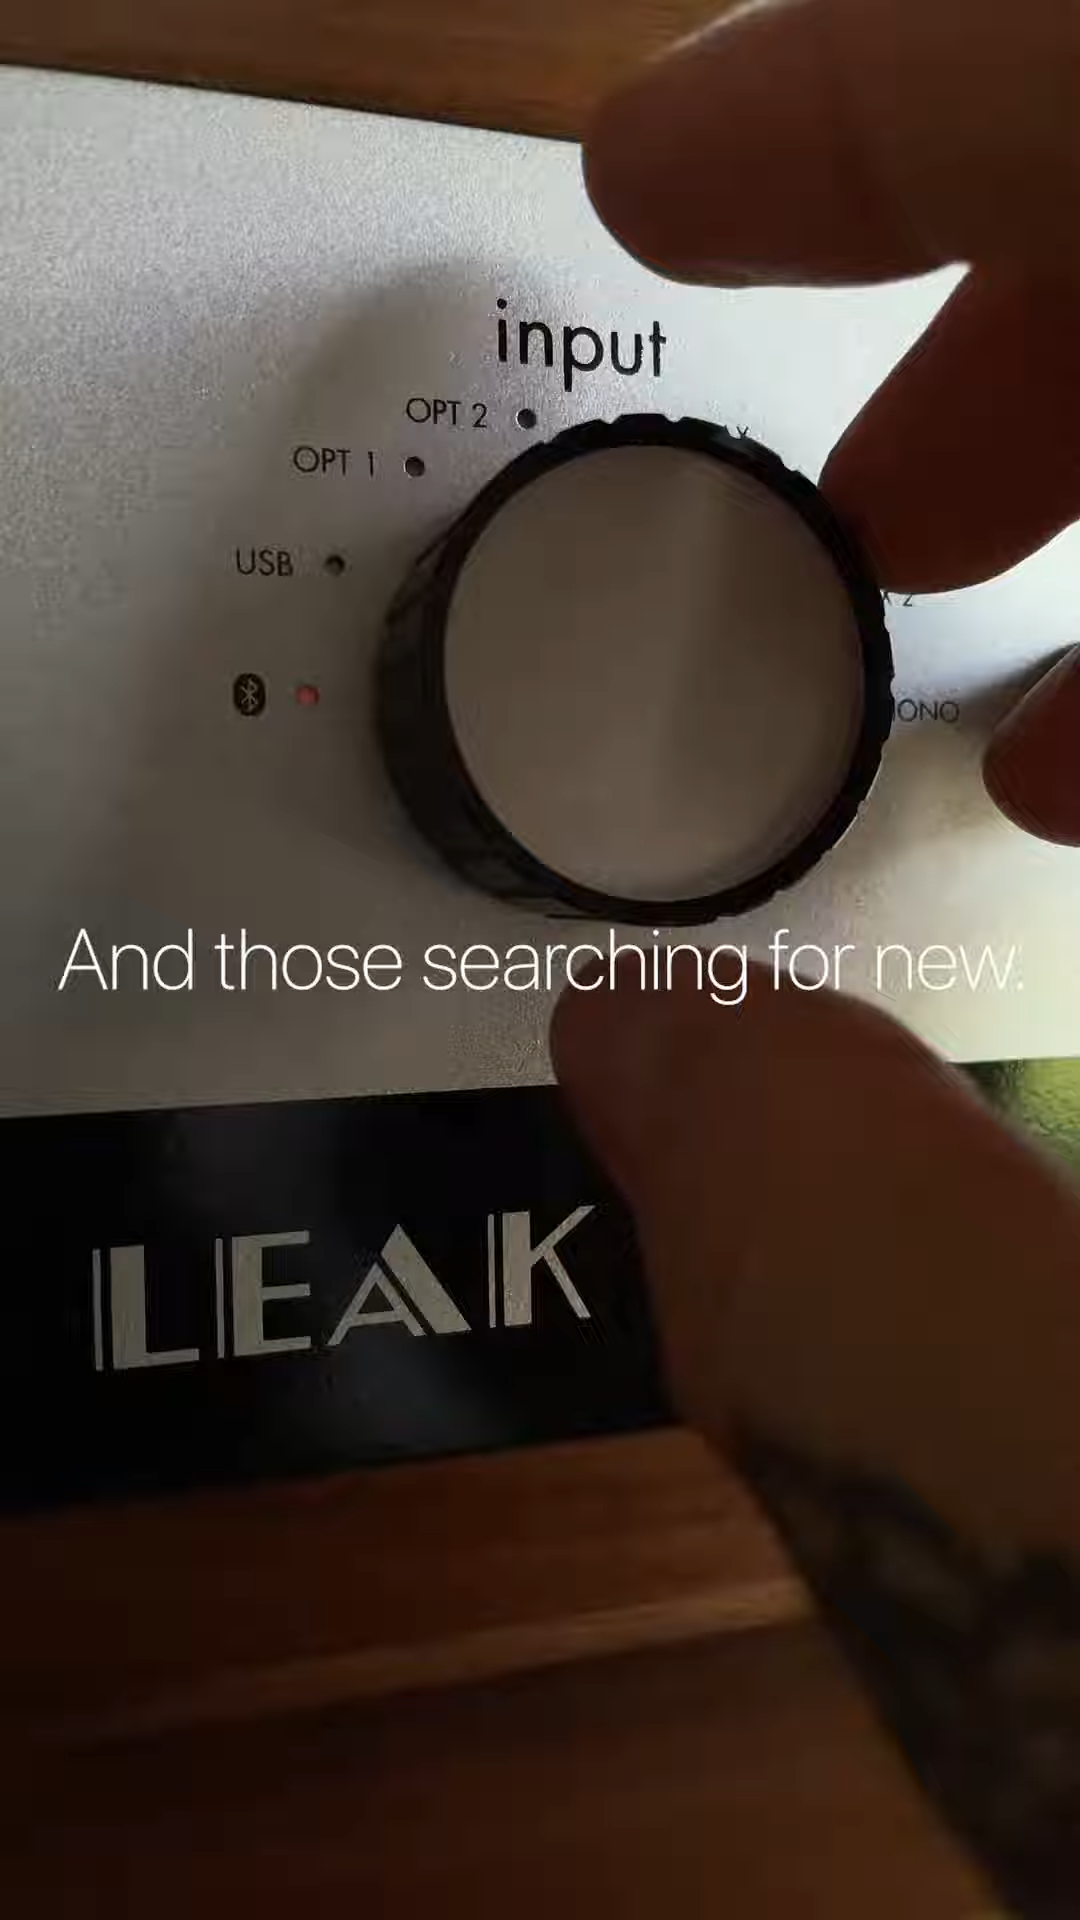 input
OPT 2
OPT 1
USB
And those searching for new.
LEAK